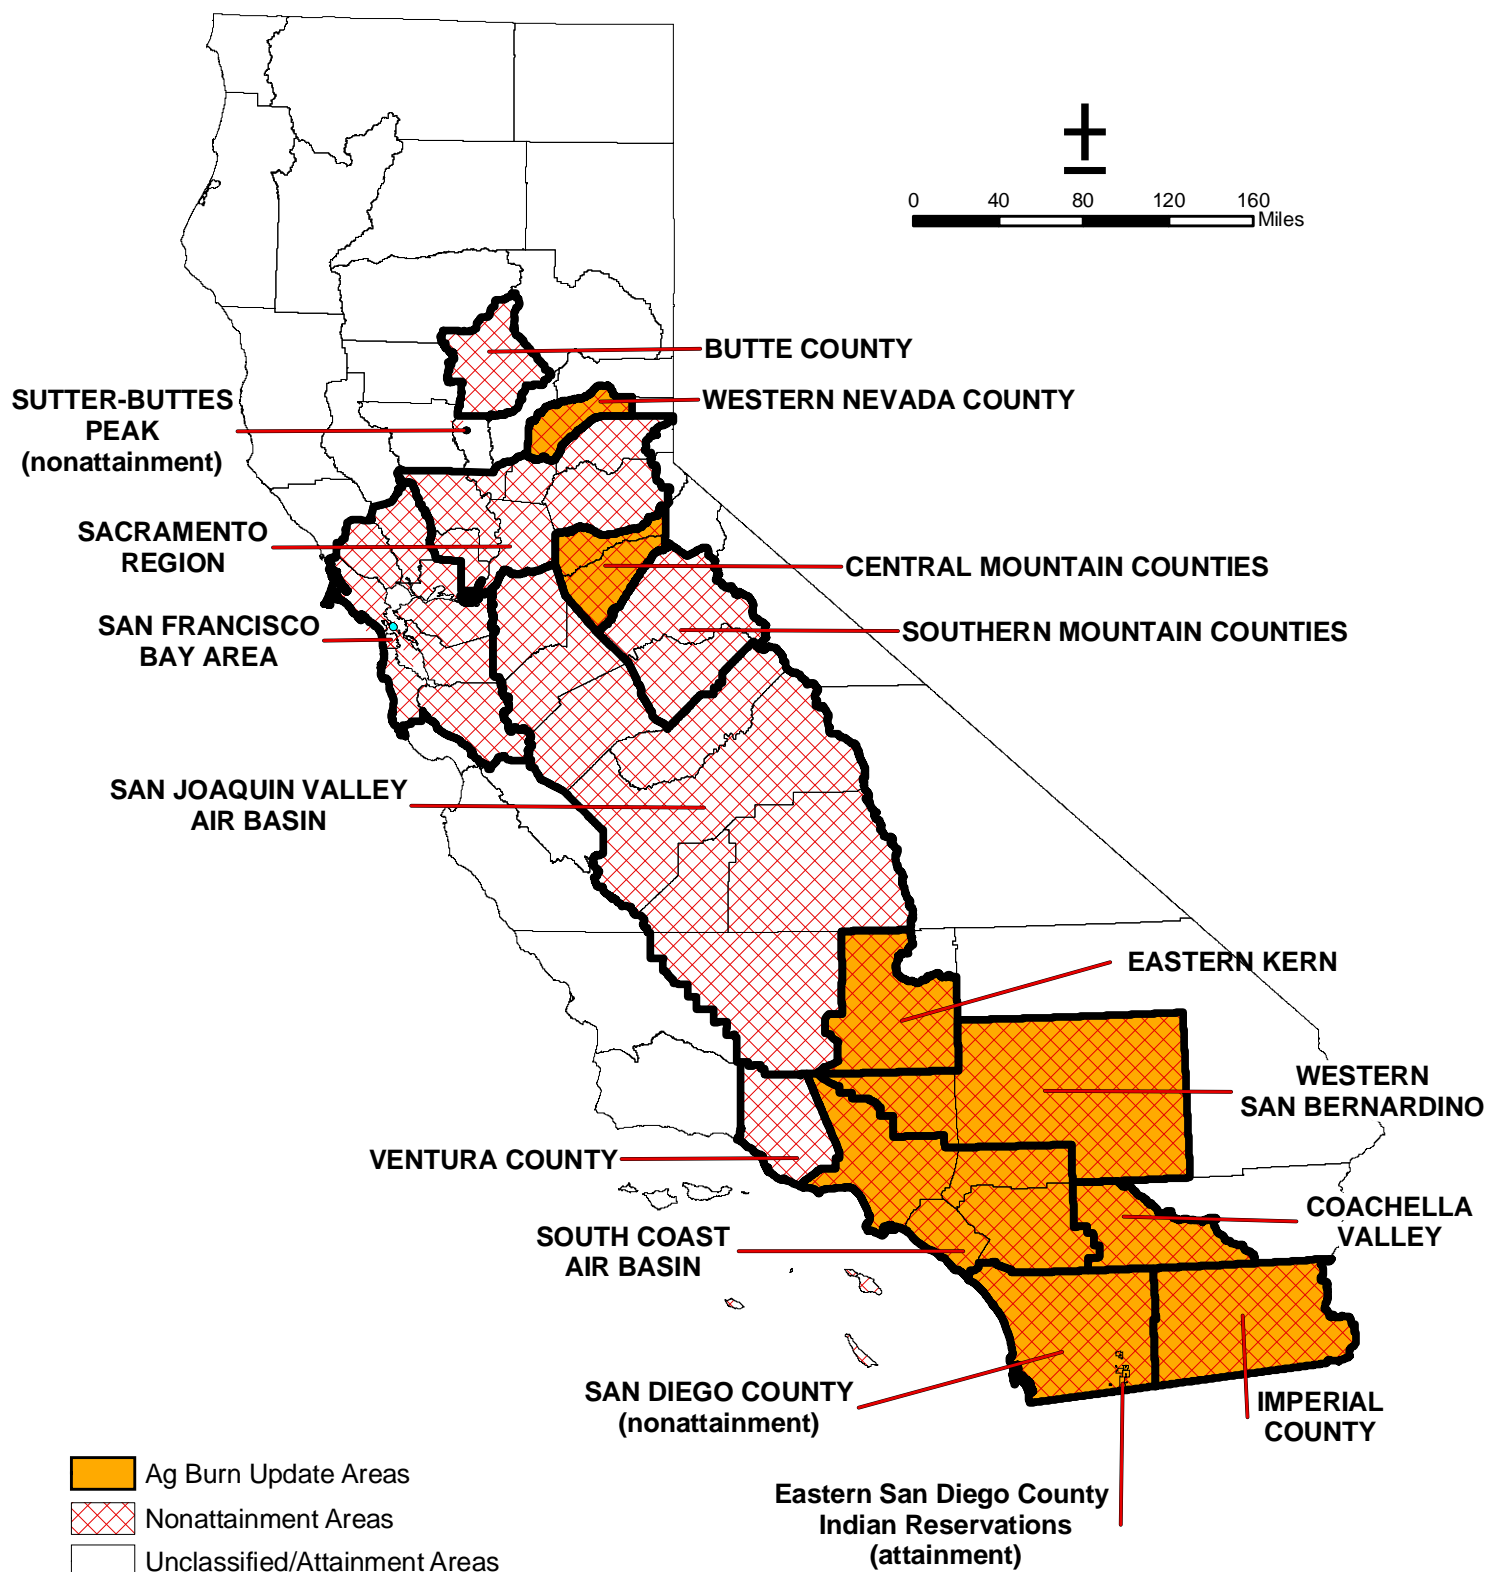 0 40 80 120 160
Miles
BUTTE COUNTY
SUTTER-BUTTES
PEAK
(nonattainment)
WESTERN NEVADA COUNTY
SACRAMENTO
REGION
CENTRAL MOUNTAIN COUNTIES
SAN FRANCISCO
BAY AREA
SOUTHERN MOUNTAIN COUNTIES
SAN JOAQUIN VALLEY
AIR BASIN
EASTERN KERN
WESTERN
SAN BERNARDINO
VENTURA COUNTY
COACHELLA
VALLEY
SOUTH COAST
AIR BASIN
SAN DIEGO COUNTY
(nonattainment)
IMPERIAL
COUNTY
Eastern San Diego County
Indian Reservations
(attainment)
Ag Burn Update Areas
Nonattainment Areas
Unclassified/Attainment Areas